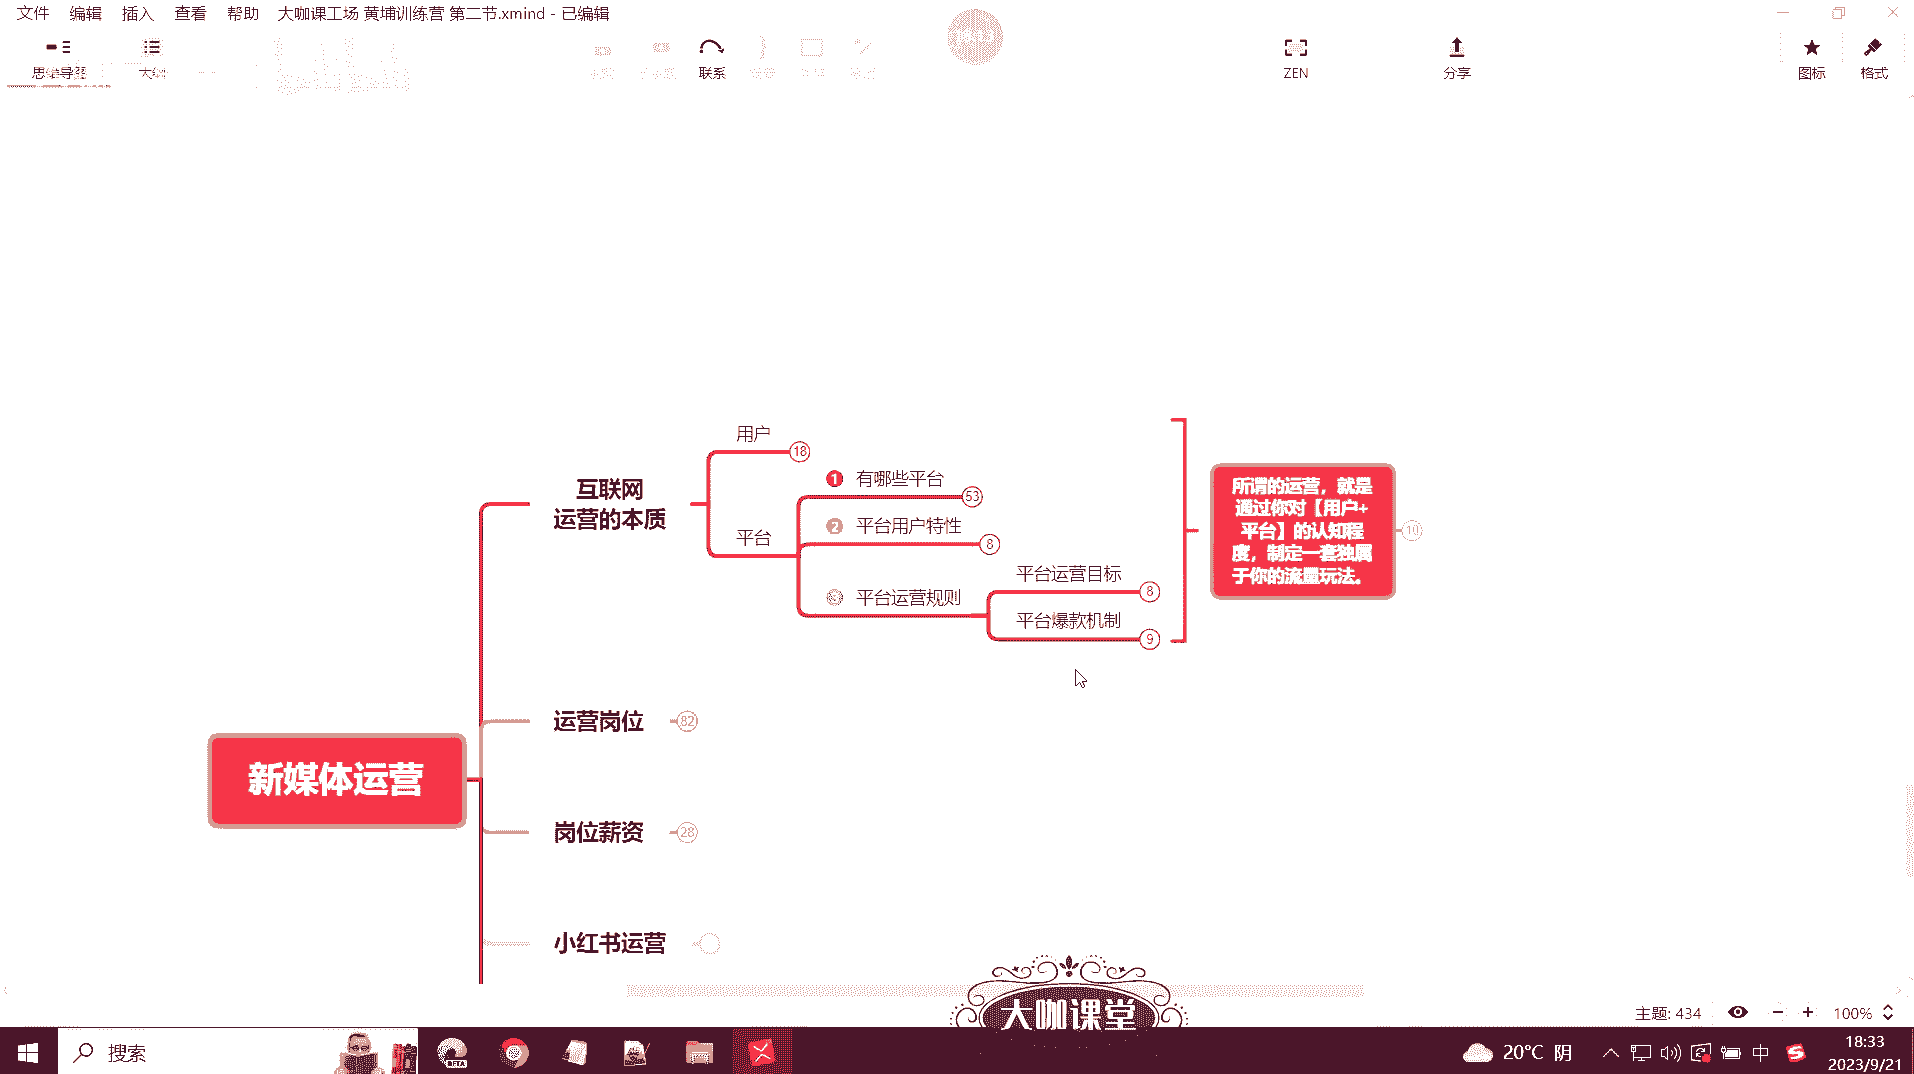 文件 编辑 插入 查看 帮助 大咖课工场 黄埔训练营 第二节.xmind - 已编辑
思维导图 大纲 联系 ZEN 分享 图标 格式
用户 18
1 有哪些平台 53
互联网
运营的本质
平台
2 平台用户特性 8
平台运营目标 8
3 平台运营规则
平台爆款机制 9
所谓的运营，就是
通过你对【用户+
平台】的认知程
度，制定一套独属
于你的流量玩法。
10
运营岗位 82
新媒体运营
岗位薪资 28
小红书运营
大咖课堂
主题: 434 100%
搜索 BETA 20°C 阴 中 18:33
2023/9/21